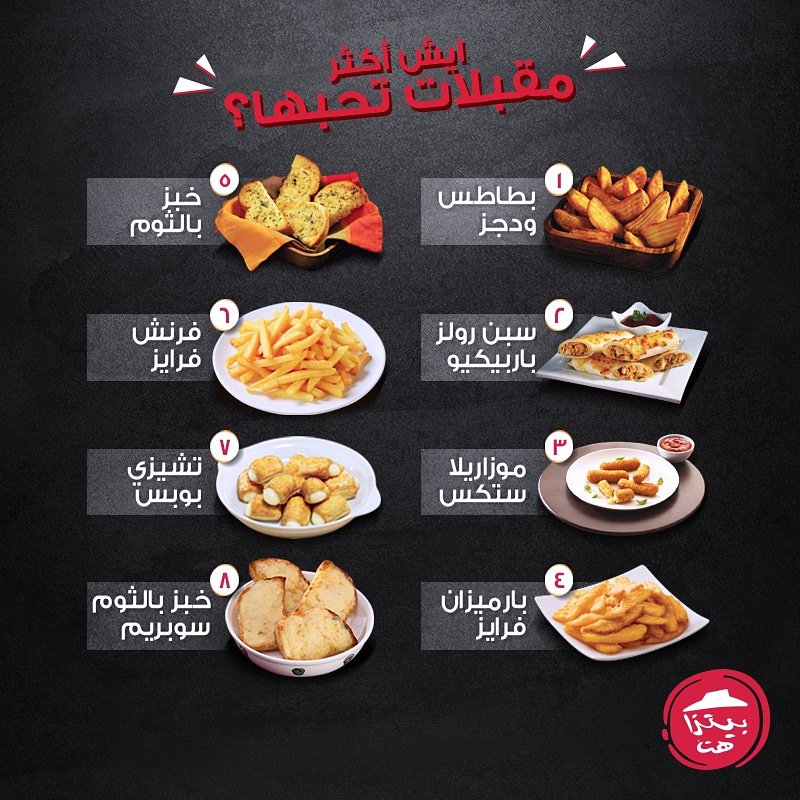 ايش أكثر
مقبلات تحبها؟
١
بطاطس
ودجز
٢
سبن رولز
باربيكيو
٣
موزاريلا
ستكس
٤
بارميزان
فرايز
٥
خبز
بالثوم
٦
فرنش
فرايز
٧
تشيزي
بوبس
٨
خبز بالثوم
سوبريم
بيتزا
هت